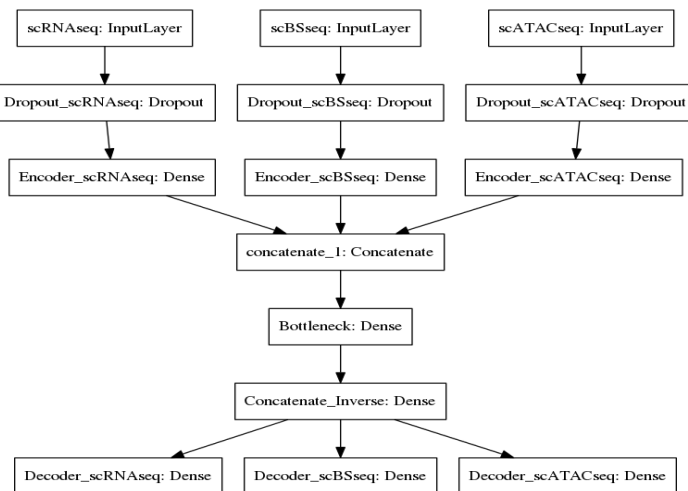 scRNAseq: InputLayer
scBSseq: InputLayer
scATACseq: InputLayer
Dropout_scRNAseq: Dropout
Dropout_scBSseq: Dropout
Dropout_scATACseq: Dropout
Encoder_scRNAseq: Dense
Encoder_scBSseq: Dense
Encoder_scATACseq: Dense
concatenate_1: Concatenate
Bottleneck: Dense
Concatenate_Inverse: Dense
Decoder_scRNAseq: Dense
Decoder_scBSseq: Dense
Decoder_scATACseq: Dense